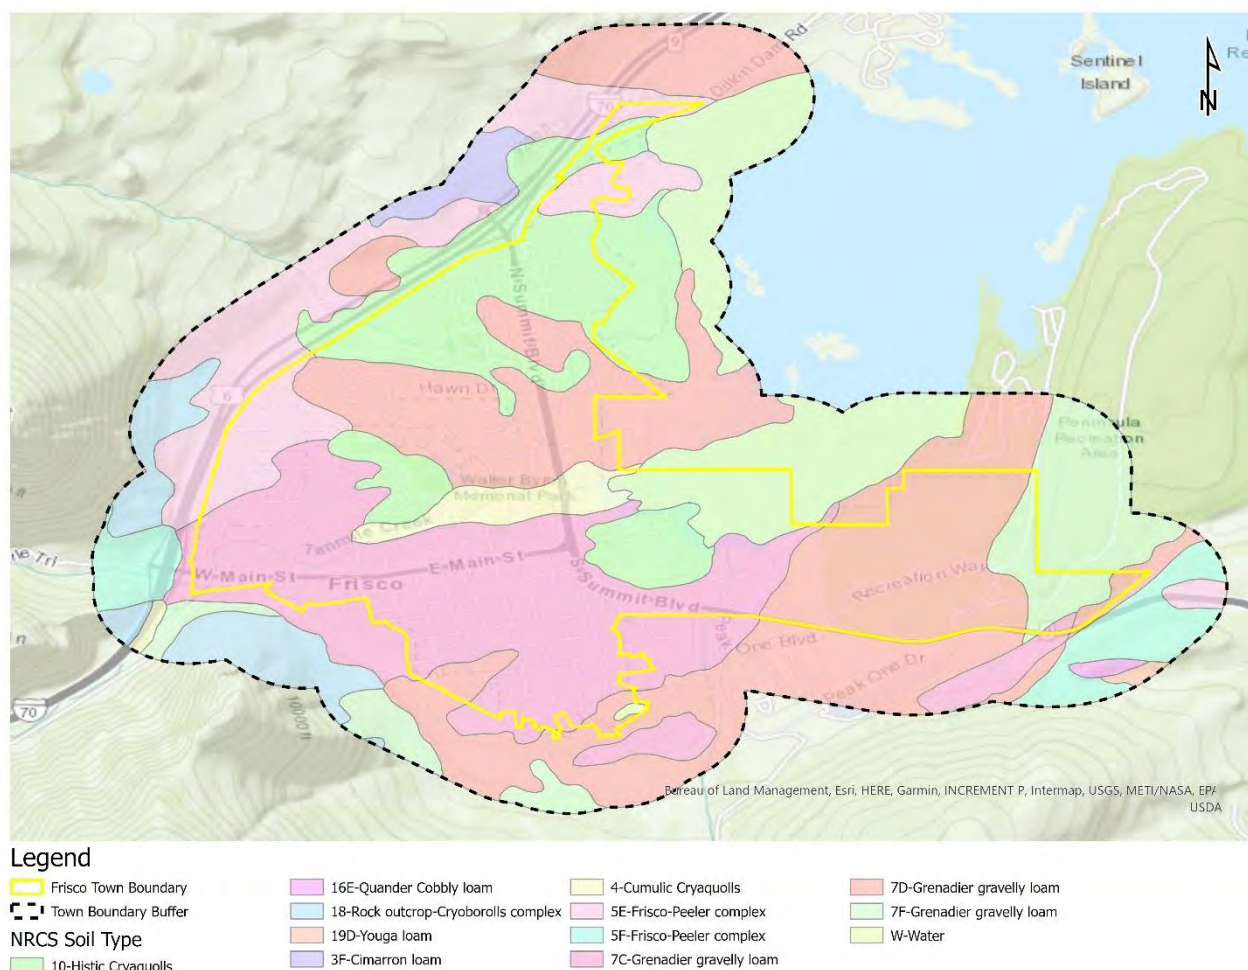 Dillon Dam Rd
9
70
Sentinel
Island
N
N-Summit-Blvd
Hawn D
6
Peninsula
Recreation
Area
Walter Byron
Memorial Park
Tenmile Creek
ile Trl
W-Main-St
Frisco
E-Main-St
S-Summit-Blvd
Recreation Wa
Peak One Blvd
Peak One Dr
10000 ft
70
Bureau of Land Management, Esri, HERE, Garmin, INCREMENT P, Intermap, USGS, METI/NASA, EPA
USDA
Legend
Frisco Town Boundary
Town Boundary Buffer
NRCS Soil Type
10-Histic Cryaquolls
16E-Quander Cobbly loam
18-Rock outcrop-Cryoborolls complex
19D-Youga loam
3F-Cimarron loam
4-Cumulic Cryaquolls
5E-Frisco-Peeler complex
5F-Frisco-Peeler complex
7C-Grenadier gravelly loam
7D-Grenadier gravelly loam
7F-Grenadier gravelly loam
W-Water